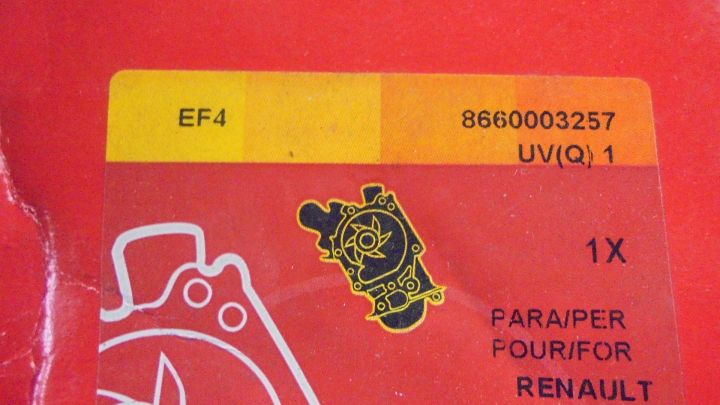 EF4 8660003257
UV(Q) 1
1X
PARA/PER
POUR/FOR
RENAULT